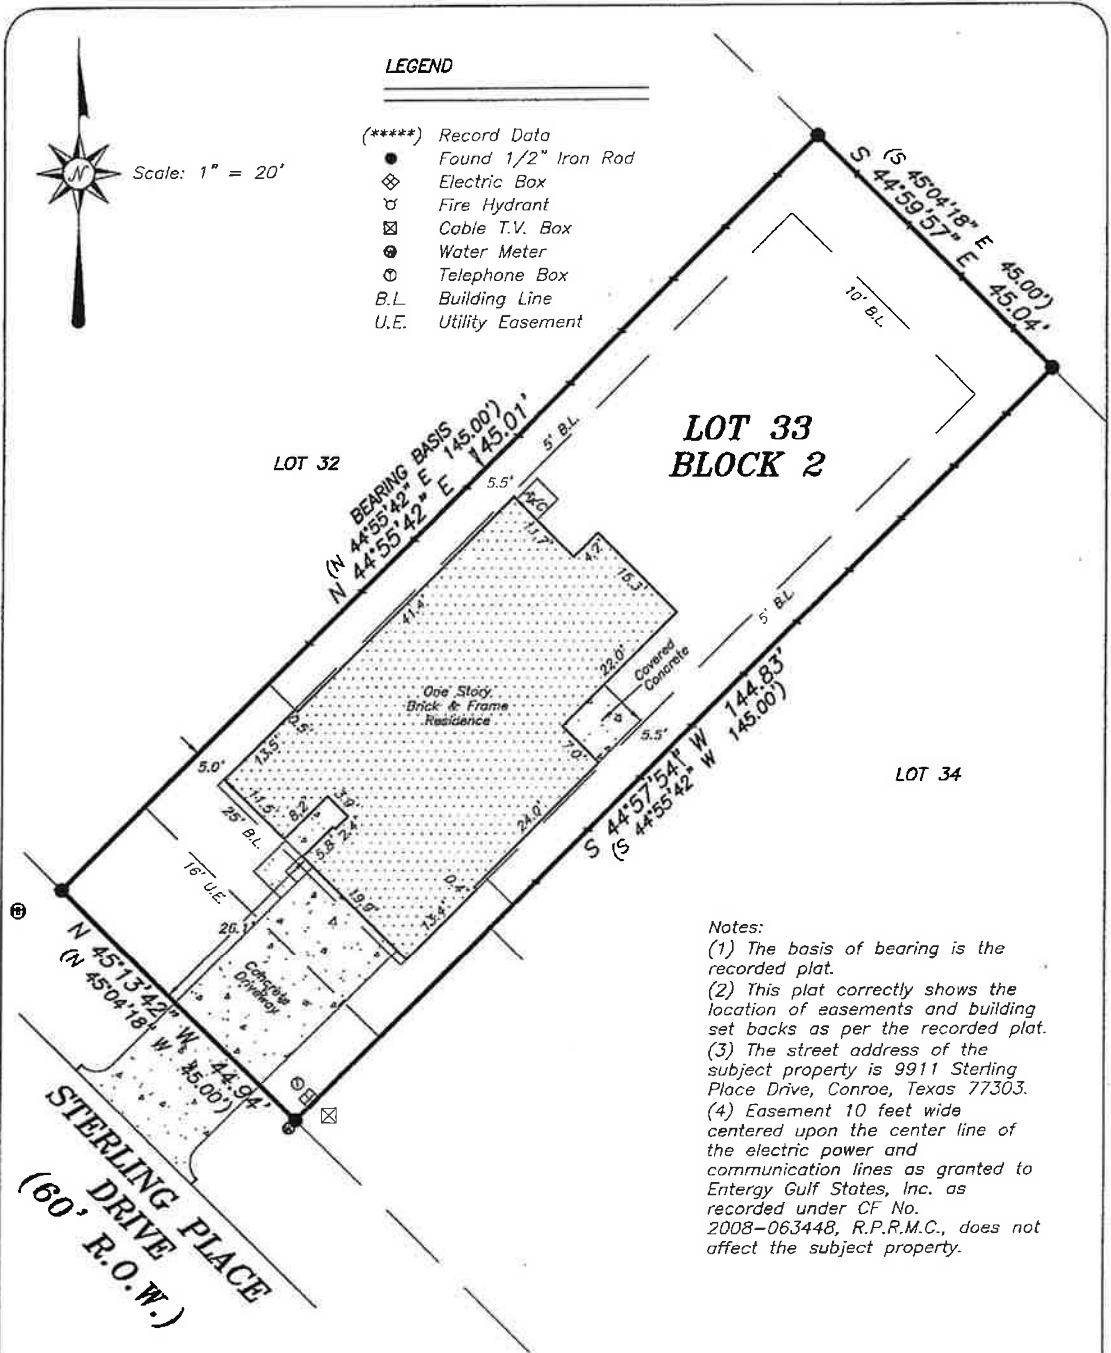 LEGEND
(*****) Record Data
Found 1/2" Iron Rod
Electric Box
Fire Hydrant
Cable T.V. Box
Water Meter
Telephone Box
B.L. Building Line
U.E. Utility Easement
N
Scale: 1" = 20'
(S 45°04'18" E 45.00')
S 44°59'57" E 45.04'
10' B.L.
LOT 33
BLOCK 2
LOT 32
BEARING BASIS
(N 44°55'42" E 145.00')
N 44°55'42" E 145.01'
5' B.L.
5.5'
A/C
11.7'
4.2'
15.3'
41.4'
22.0'
Covered
Concrete
5' B.L.
One Story
Brick & Frame
Residence
0.5'
13.5'
5.0'
7.0'
5.5'
S 44°57'54" W 144.83'
(S 44°55'42" W 145.00')
LOT 34
11.5'
8.2'
3.9'
2.4'
5.8'
25' B.L.
24.0'
16' U.E.
19.9'
0.4'
13.4'
26.1'
Concrete
Driveway
N 45°13'42" W 44.94'
(N 45°04'18" W 45.00')
STERLING PLACE
DRIVE
(60' R.O.W.)
Notes:
(1) The basis of bearing is the
recorded plat.
(2) This plat correctly shows the
location of easements and building
set backs as per the recorded plat.
(3) The street address of the
subject property is 9911 Sterling
Place Drive, Conroe, Texas 77303.
(4) Easement 10 feet wide
centered upon the center line of
the electric power and
communication lines as granted to
Entergy Gulf States, Inc. as
recorded under CF No.
2008-063448, R.P.R.M.C., does not
affect the subject property.